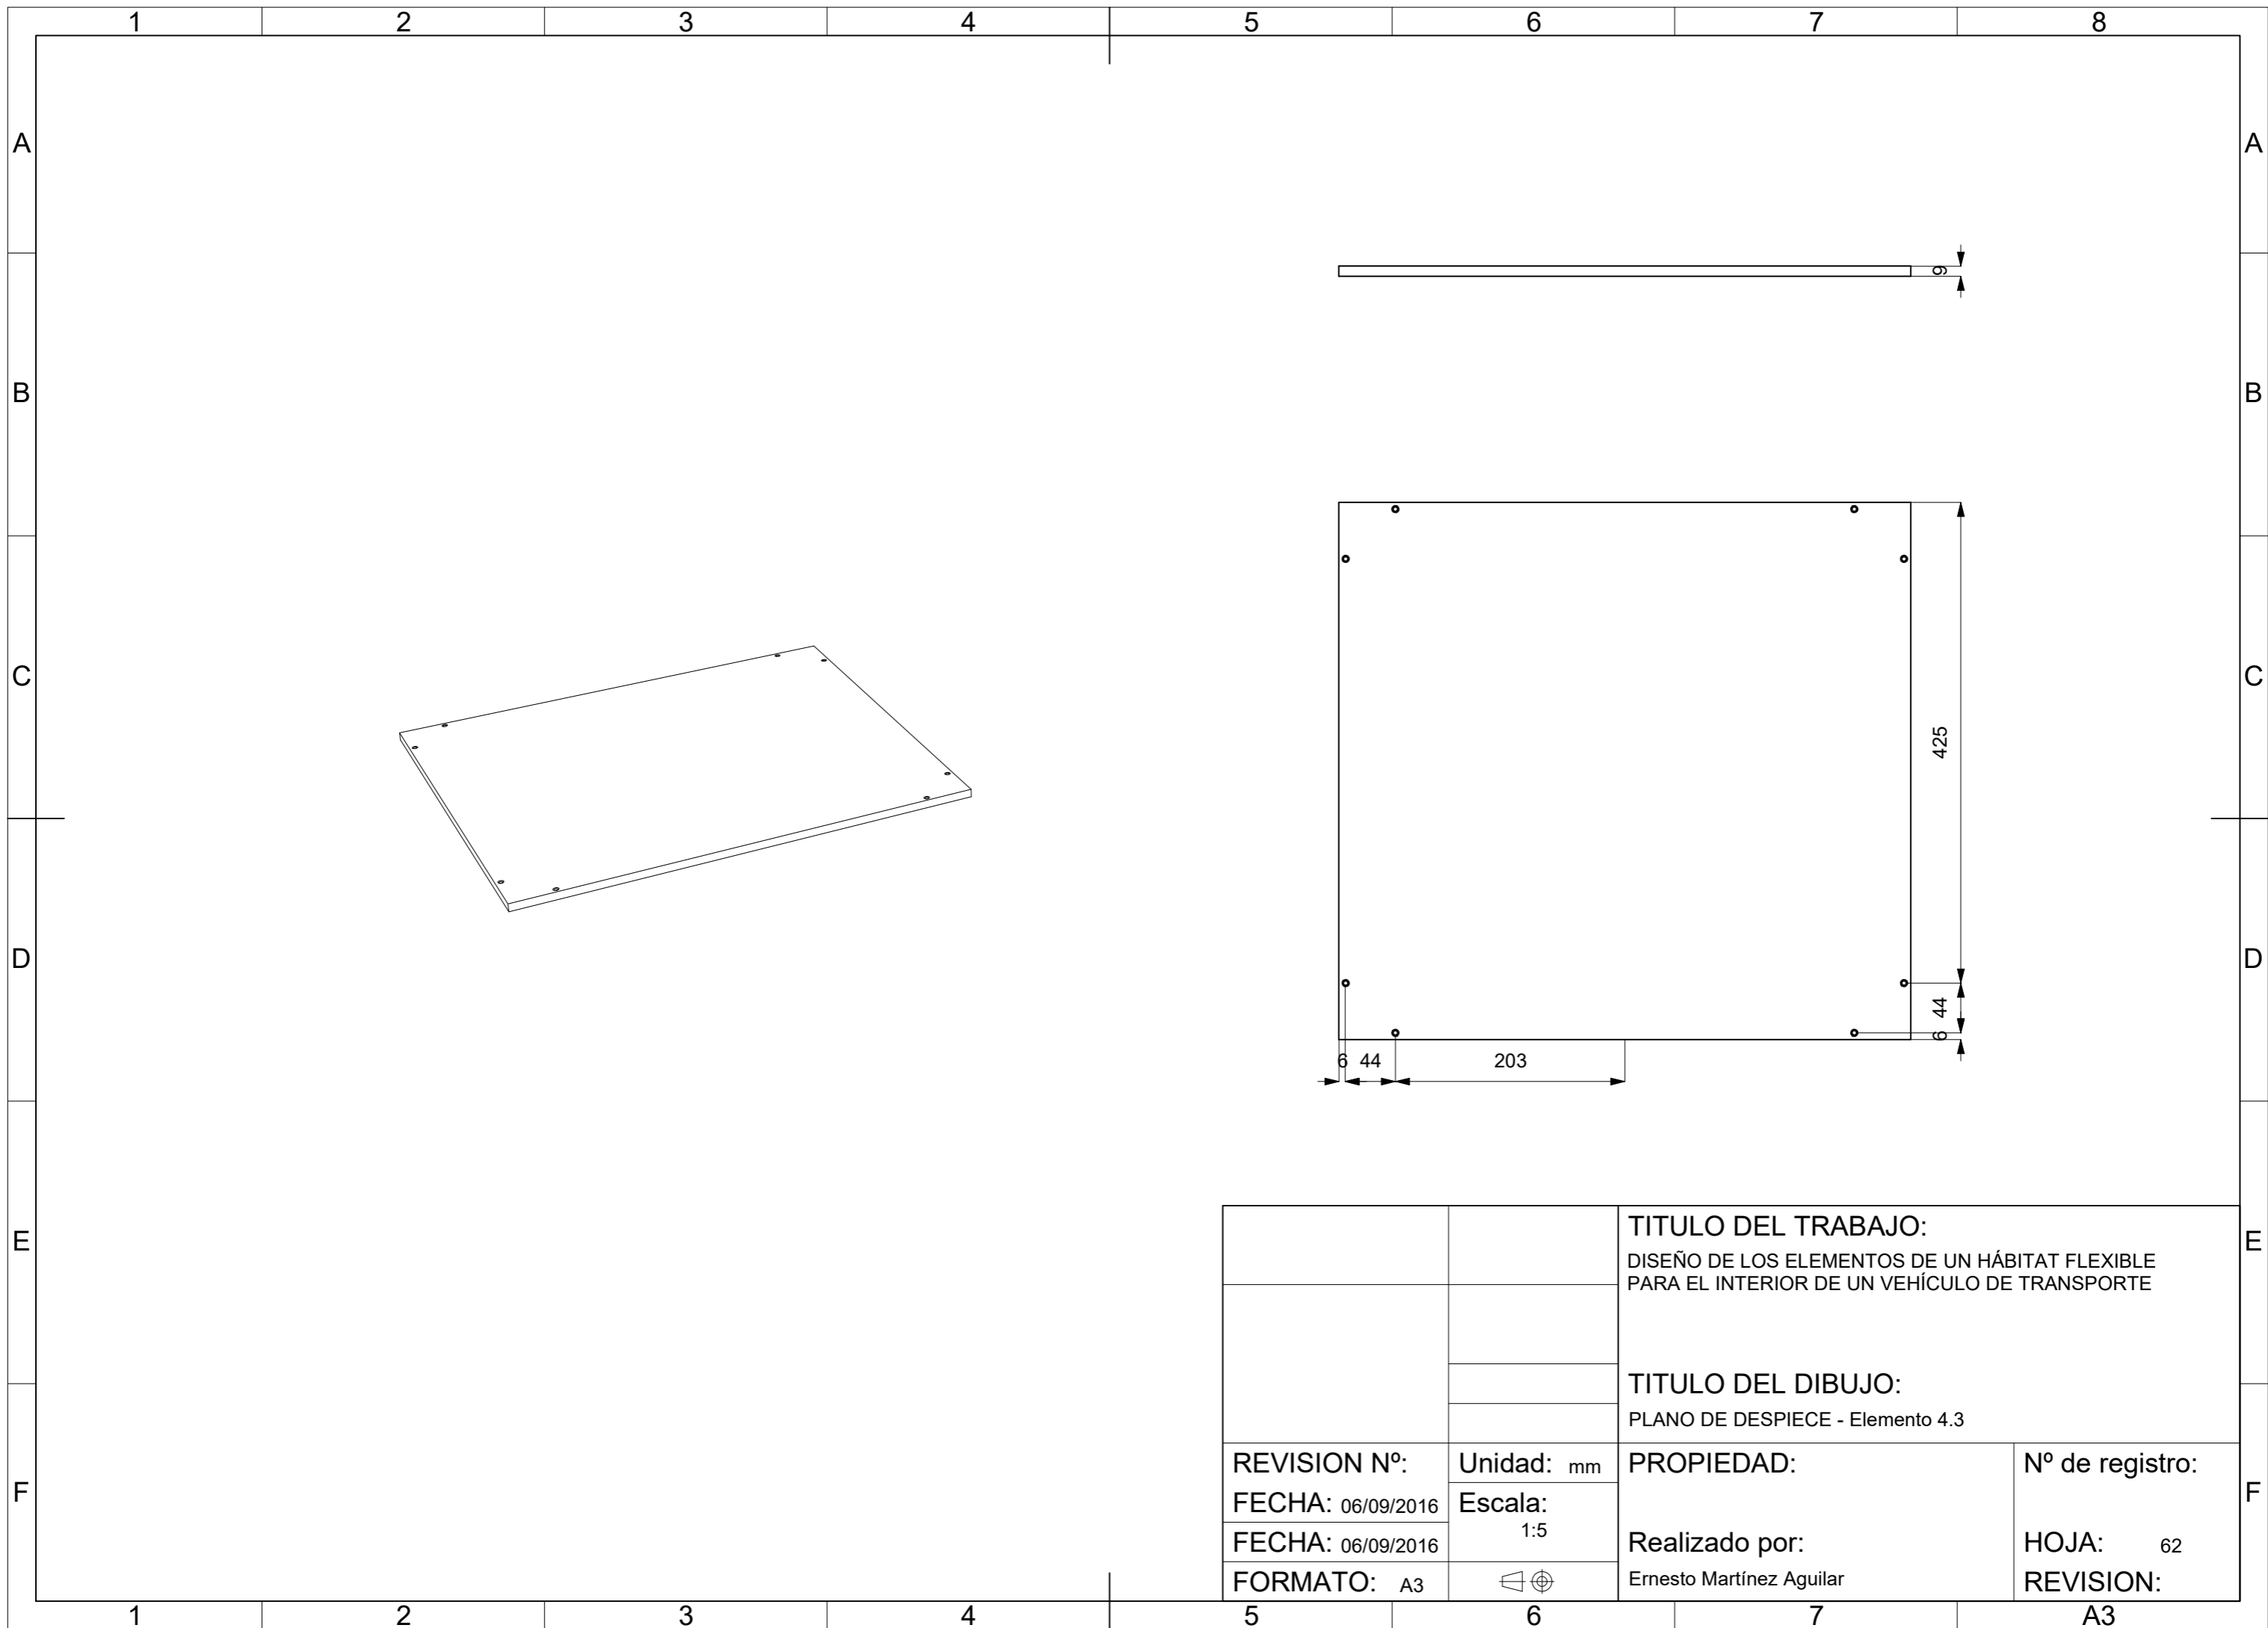 1 2 3 4 5 6 7 8
A A
B B
C C
D D
E E
F F
9
425
44
6
6 44 203
TITULO DEL TRABAJO:
DISEÑO DE LOS ELEMENTOS DE UN HÁBITAT FLEXIBLE
PARA EL INTERIOR DE UN VEHÍCULO DE TRANSPORTE
TITULO DEL DIBUJO:
PLANO DE DESPIECE - Elemento 4.3
REVISION Nº: Unidad: mm PROPIEDAD: Nº de registro:
FECHA: 06/09/2016 Escala:
1:5
FECHA: 06/09/2016 Realizado por: HOJA: 62
FORMATO: A3 Ernesto Martínez Aguilar REVISION:
1 2 3 4 5 6 7 A3